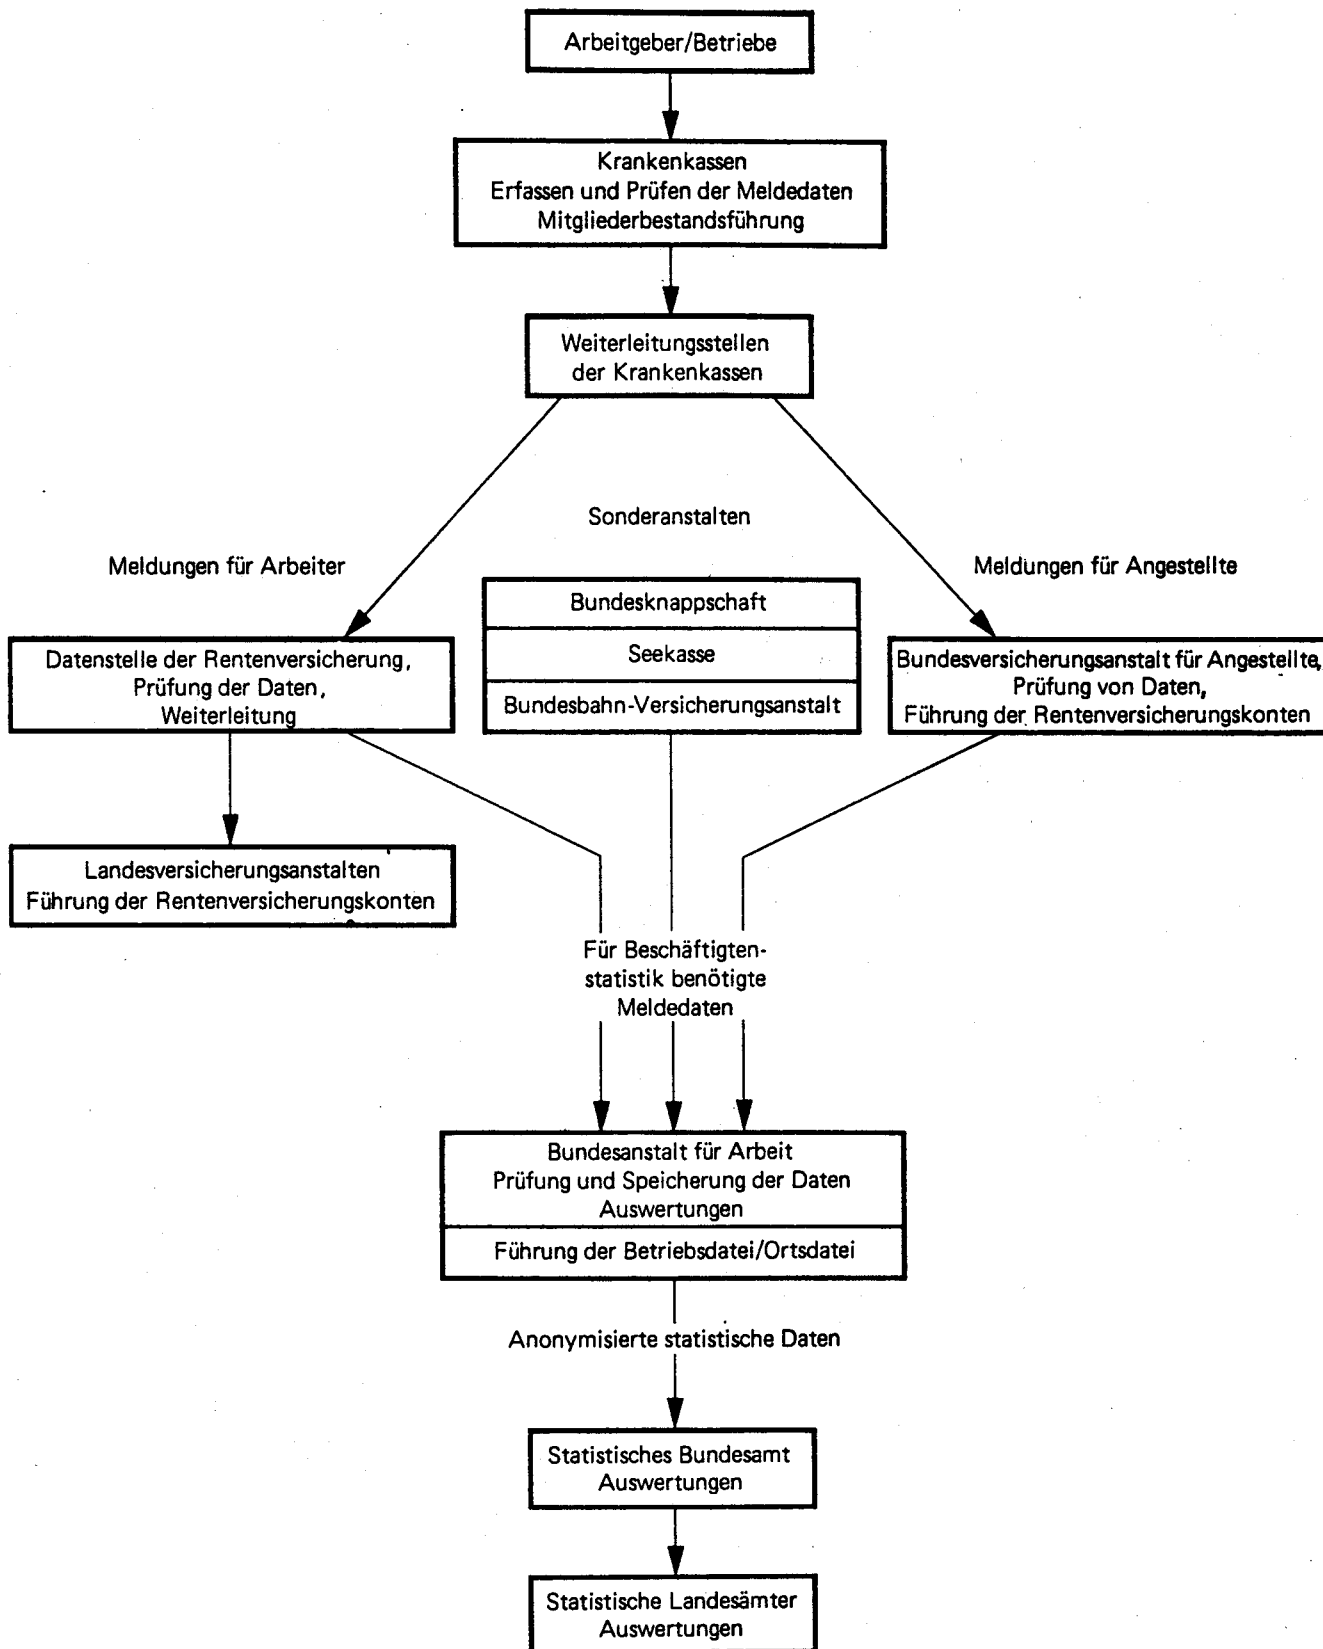 Arbeitgeber/Betriebe
Krankenkassen
Erfassen und Prüfen der Meldedaten
Mitgliederbestandsführung
Weiterleitungsstellen
der Krankenkassen
Sonderanstalten
Meldungen für Arbeiter
Meldungen für Angestellte
Bundesknappschaft
Seekasse
Bundesbahn-Versicherungsanstalt
Datenstelle der Rentenversicherung,
Prüfung der Daten,
Weiterleitung
Bundesversicherungsanstalt für Angestellte,
Prüfung von Daten,
Führung der Rentenversicherungskonten
Landesversicherungsanstalten
Führung der Rentenversicherungskonten
Für Beschäftigten-
statistik benötigte
Meldedaten
Bundesanstalt für Arbeit
Prüfung und Speicherung der Daten
Auswertungen
Führung der Betriebsdatei/Ortsdatei
Anonymisierte statistische Daten
Statistisches Bundesamt
Auswertungen
Statistische Landesämter
Auswertungen